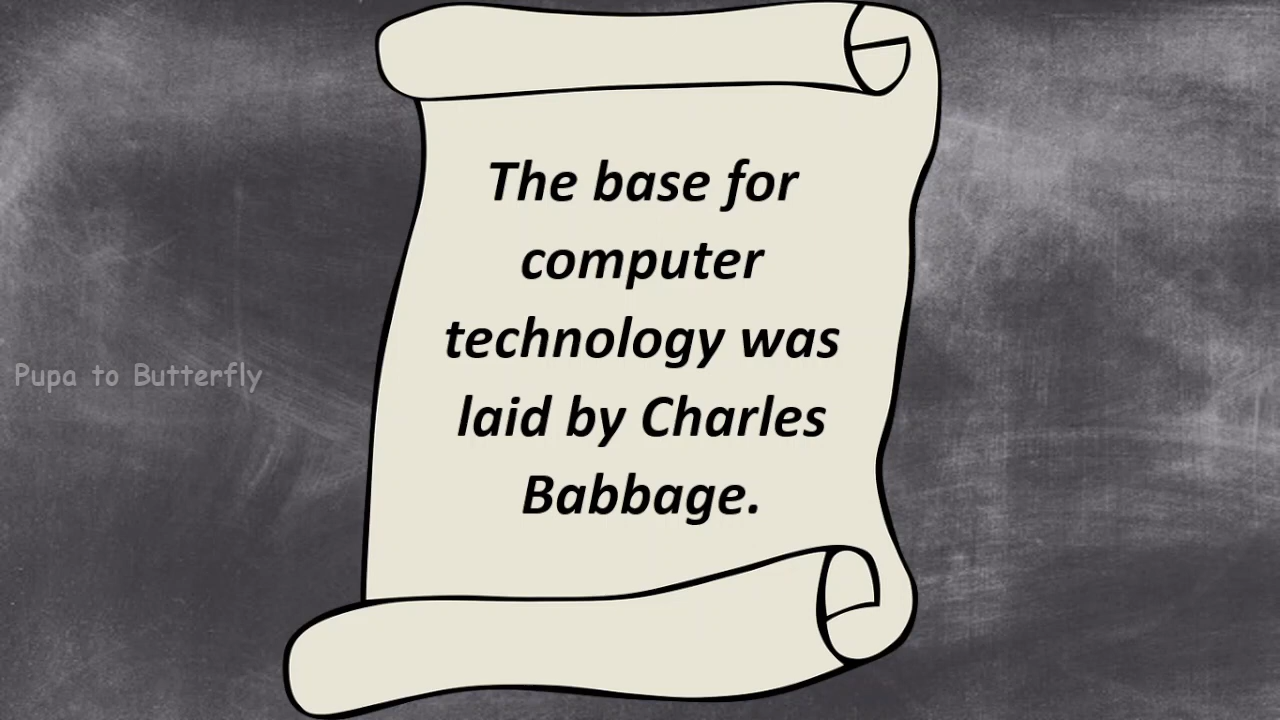 The base for
computer
technology was
laid by Charles
Babbage.
Pupa to Butterfly